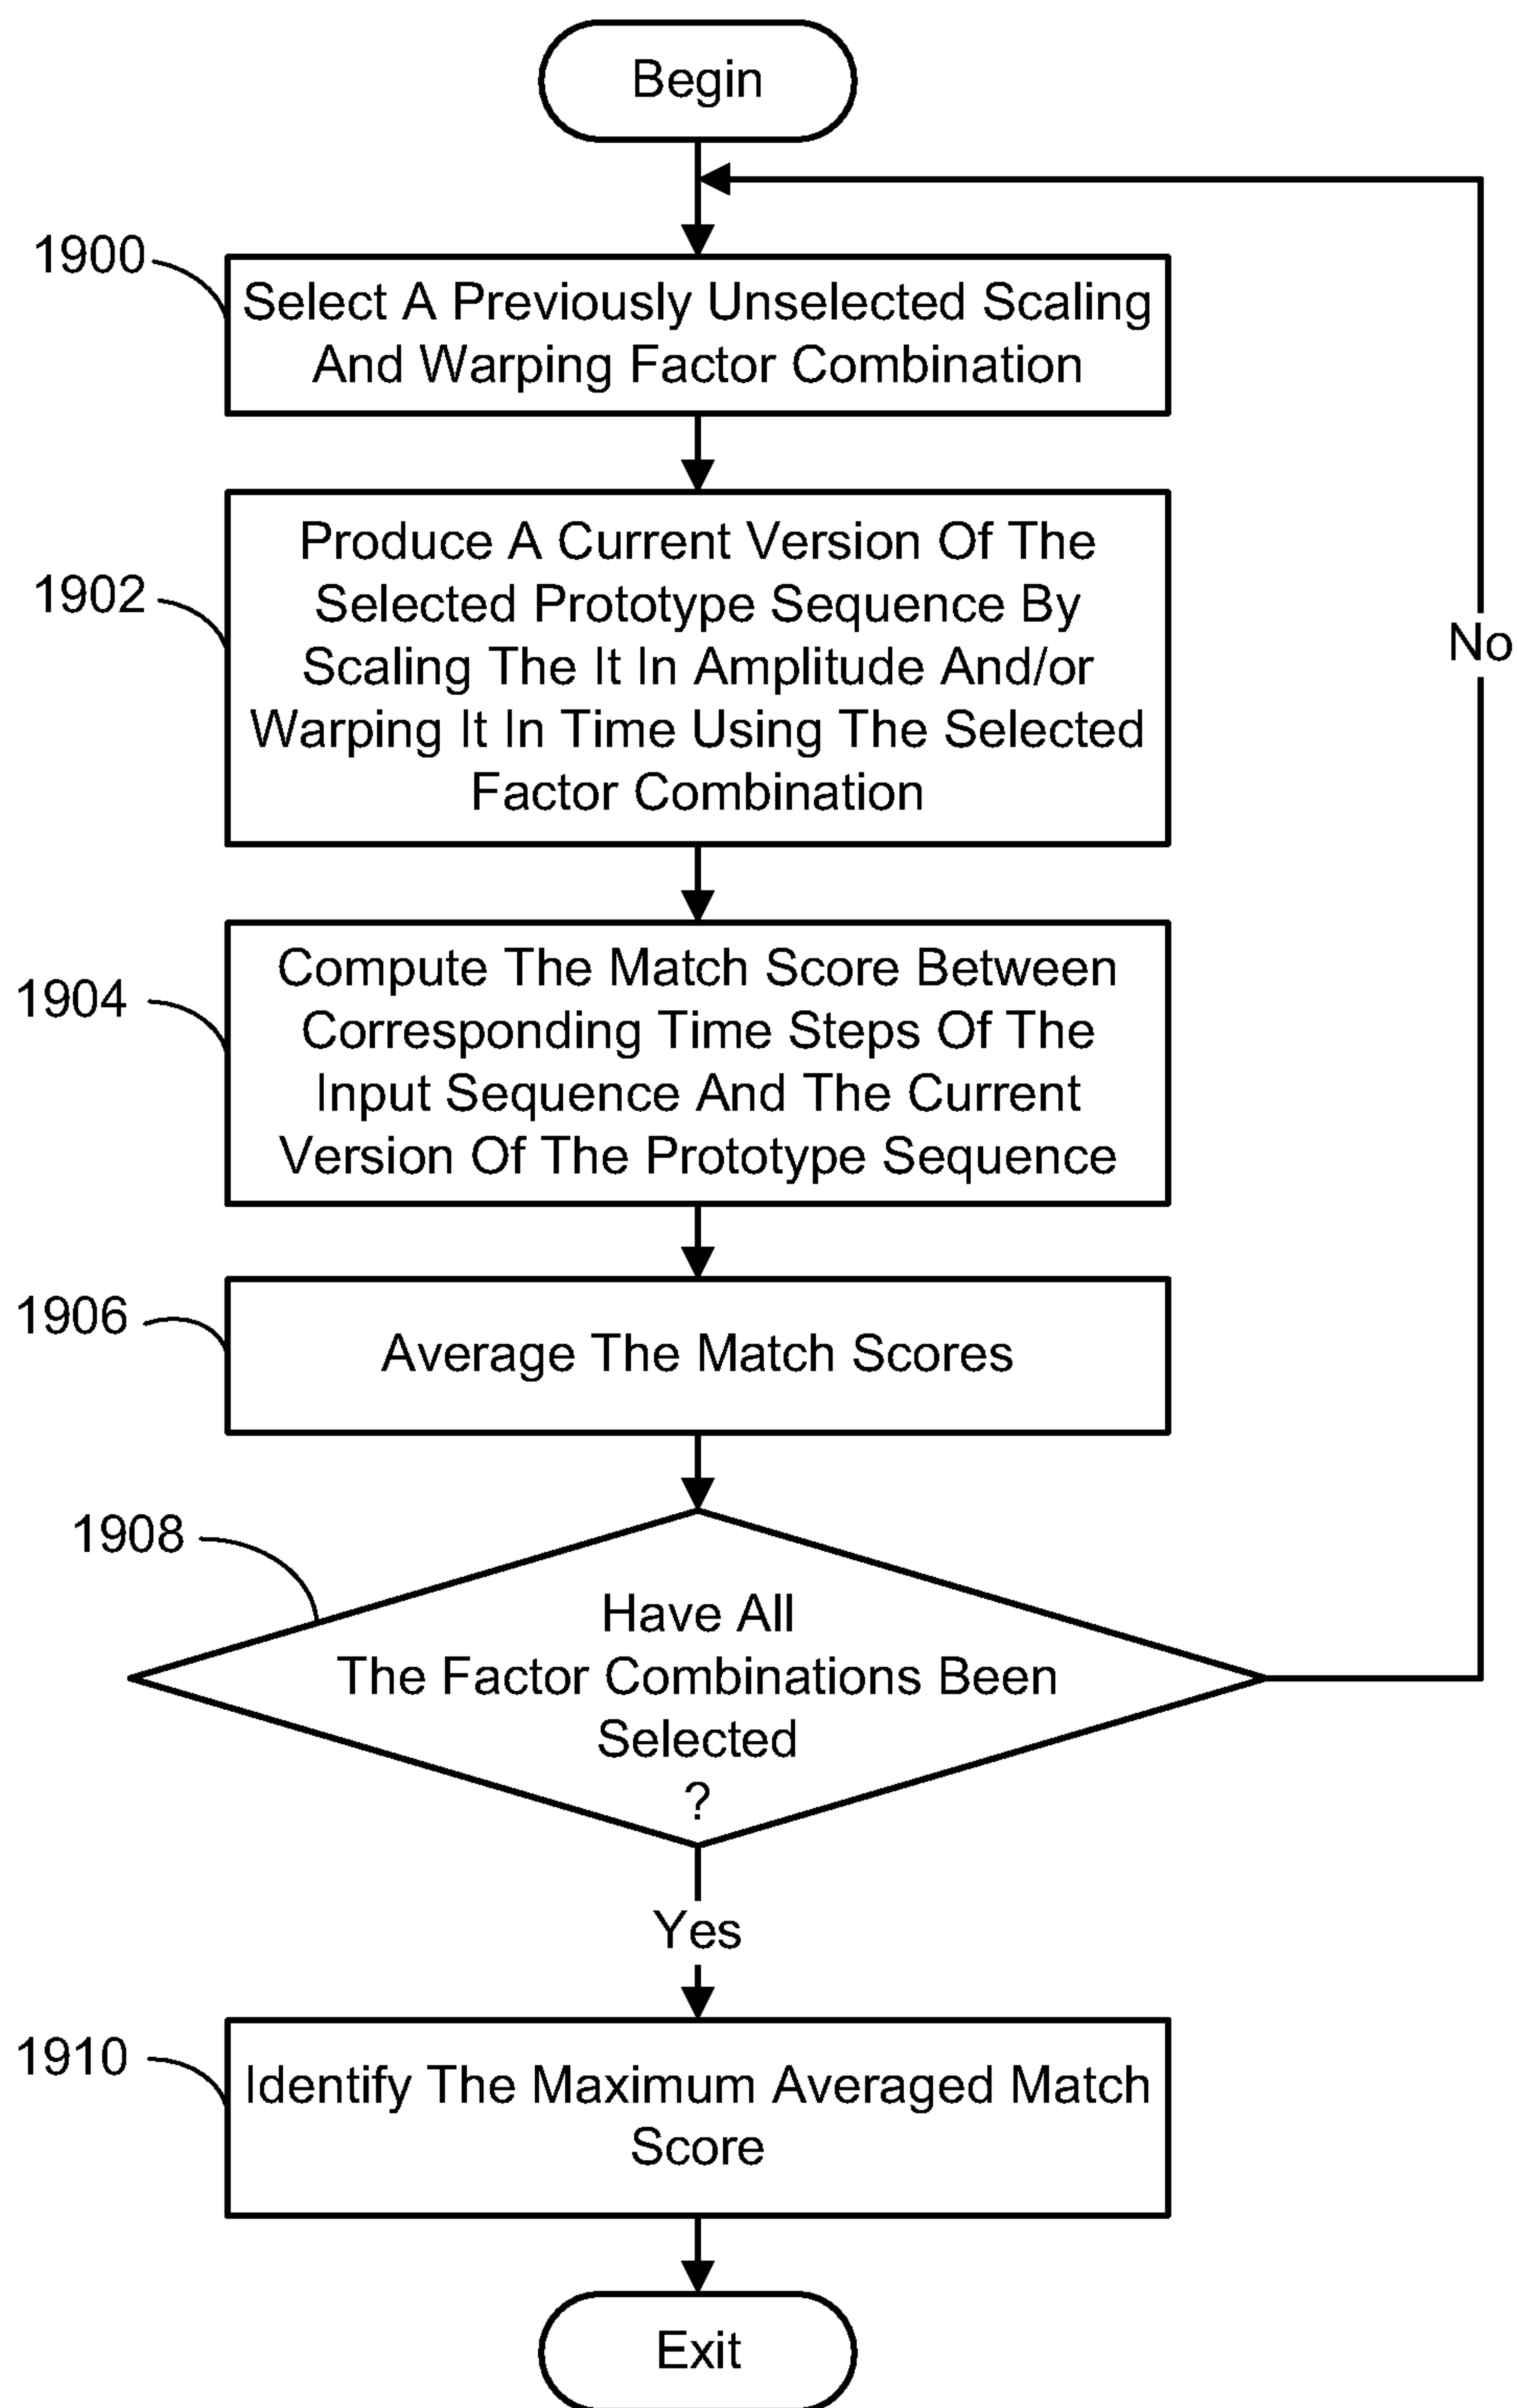 Begin
1900
Select A Previously Unselected Scaling
And Warping Factor Combination
1902
Produce A Current Version Of The
Selected Prototype Sequence By
Scaling The It In Amplitude And/or
Warping It In Time Using The Selected
Factor Combination
No
1904
Compute The Match Score Between
Corresponding Time Steps Of The
Input Sequence And The Current
Version Of The Prototype Sequence
1906
Average The Match Scores
1908
Have All
The Factor Combinations Been
Selected
?
Yes
1910
Identify The Maximum Averaged Match
Score
Exit